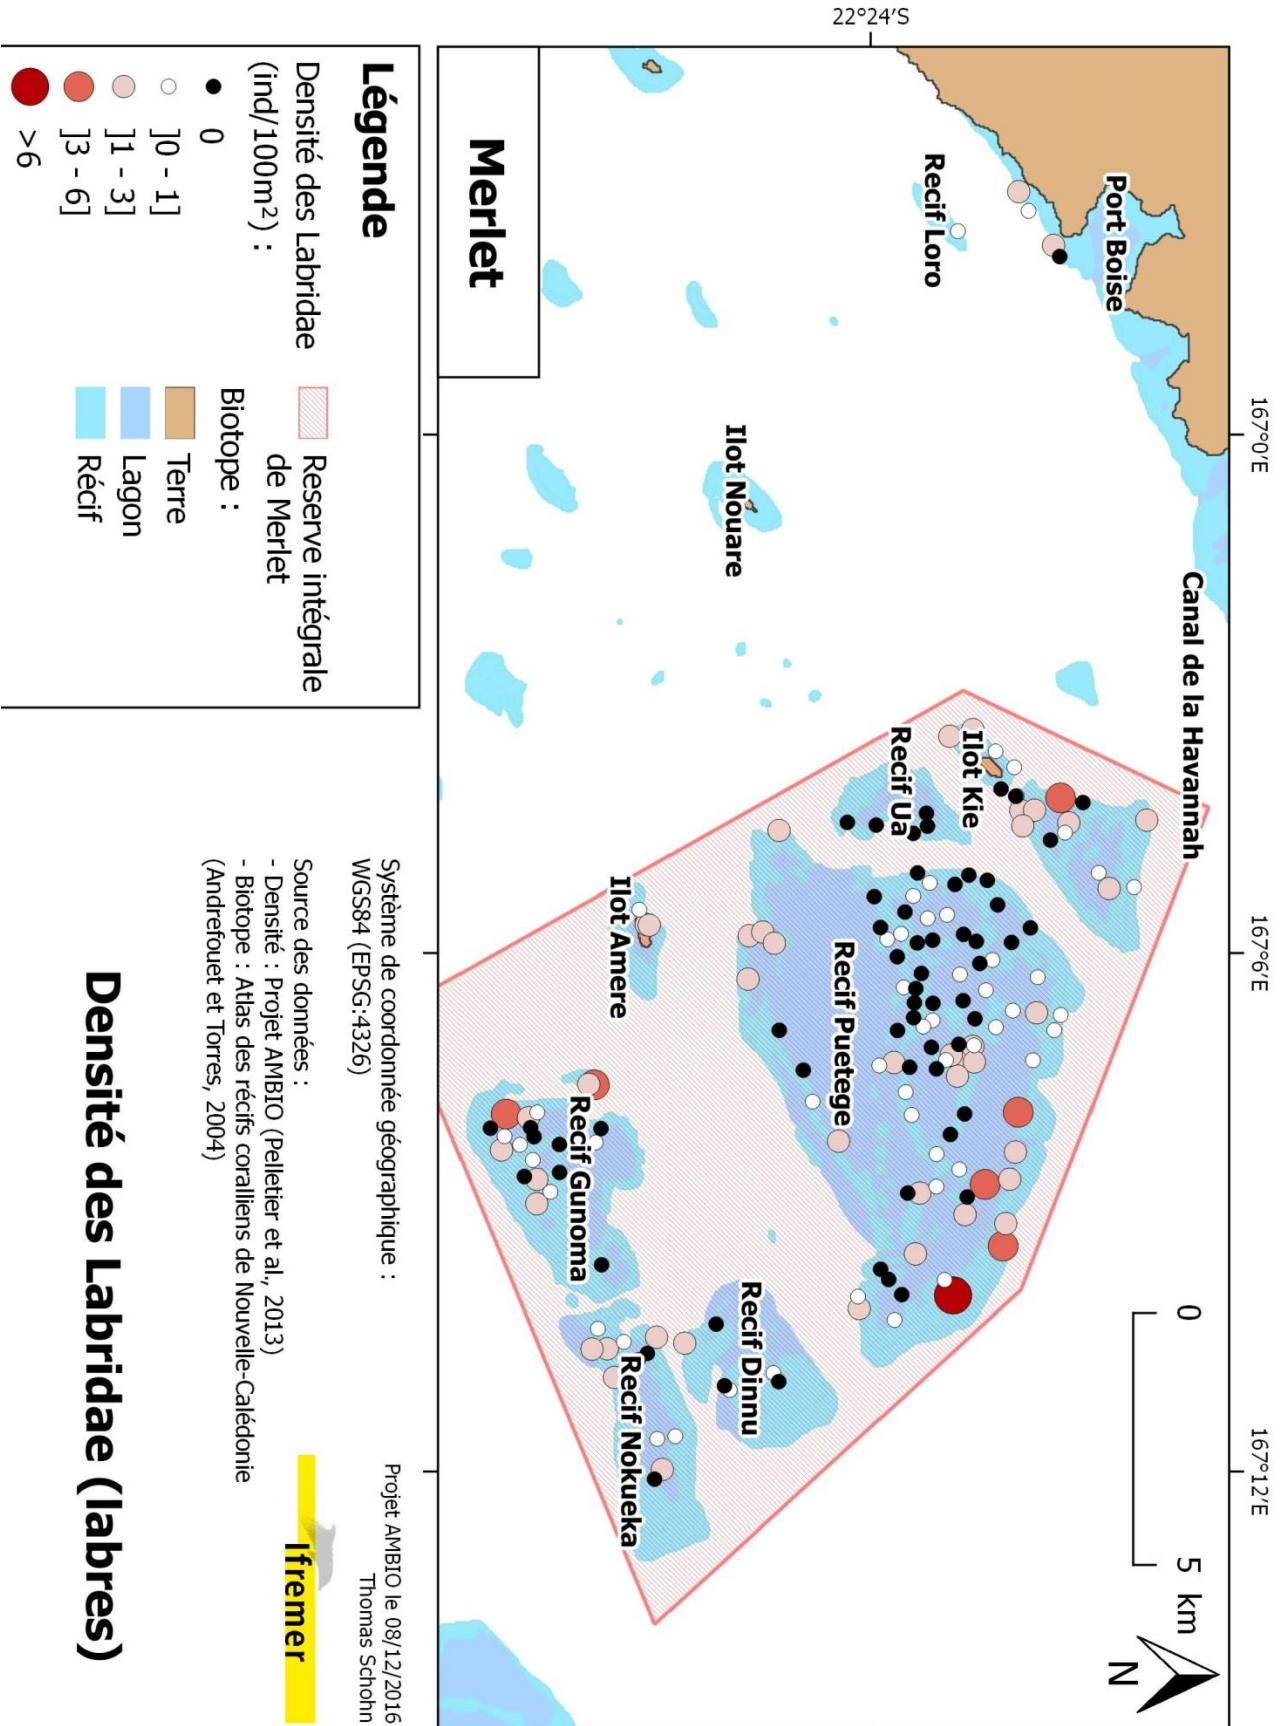 167°0'E
167°6'E
167°12'E
22°24'S
Port Boise
Canal de la Havannah
Recif Loro
Ilot Kie
Recif Ua
Recif Puetege
Ilot Nouare
Ilot Amere
Recif Gunoma
Recif Dinnu
Recif Nokueka
0 5 km
N
Merlet
Légende
Densité des Labridae
(ind/100m²) :
0
]0 - 1]
]1 - 3]
]3 - 6]
>6
Reserve intégrale
de Merlet
Biotope :
Terre
Lagon
Récif
Système de coordonnée géographique :
WGS84 (EPSG:4326)
Source des données :
- Densité : Projet AMBIO (Pelletier et al., 2013)
- Biotope : Atlas des récifs coralliens de Nouvelle-Calédonie
(Andrefouet et Torres, 2004)
Projet AMBIO le 08/12/2016
Thomas Schohn
Ifremer
Densité des Labridae (labres)